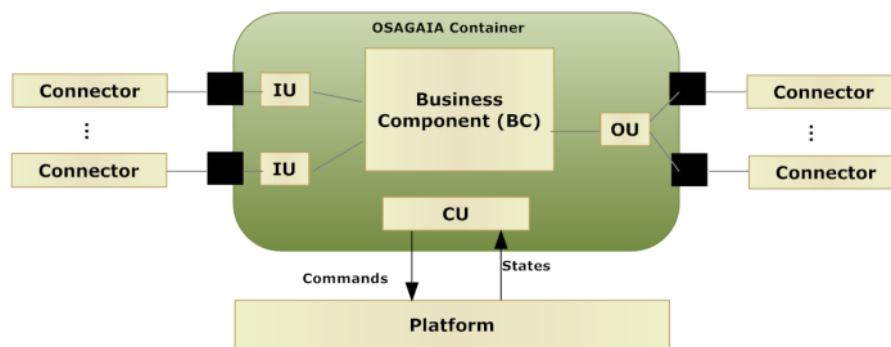 OSAGAIA Container
Connector
IU
Business
Component (BC)
Connector
⋮
OU
⋮
Connector
IU
Connector
CU
Commands
States
Platform